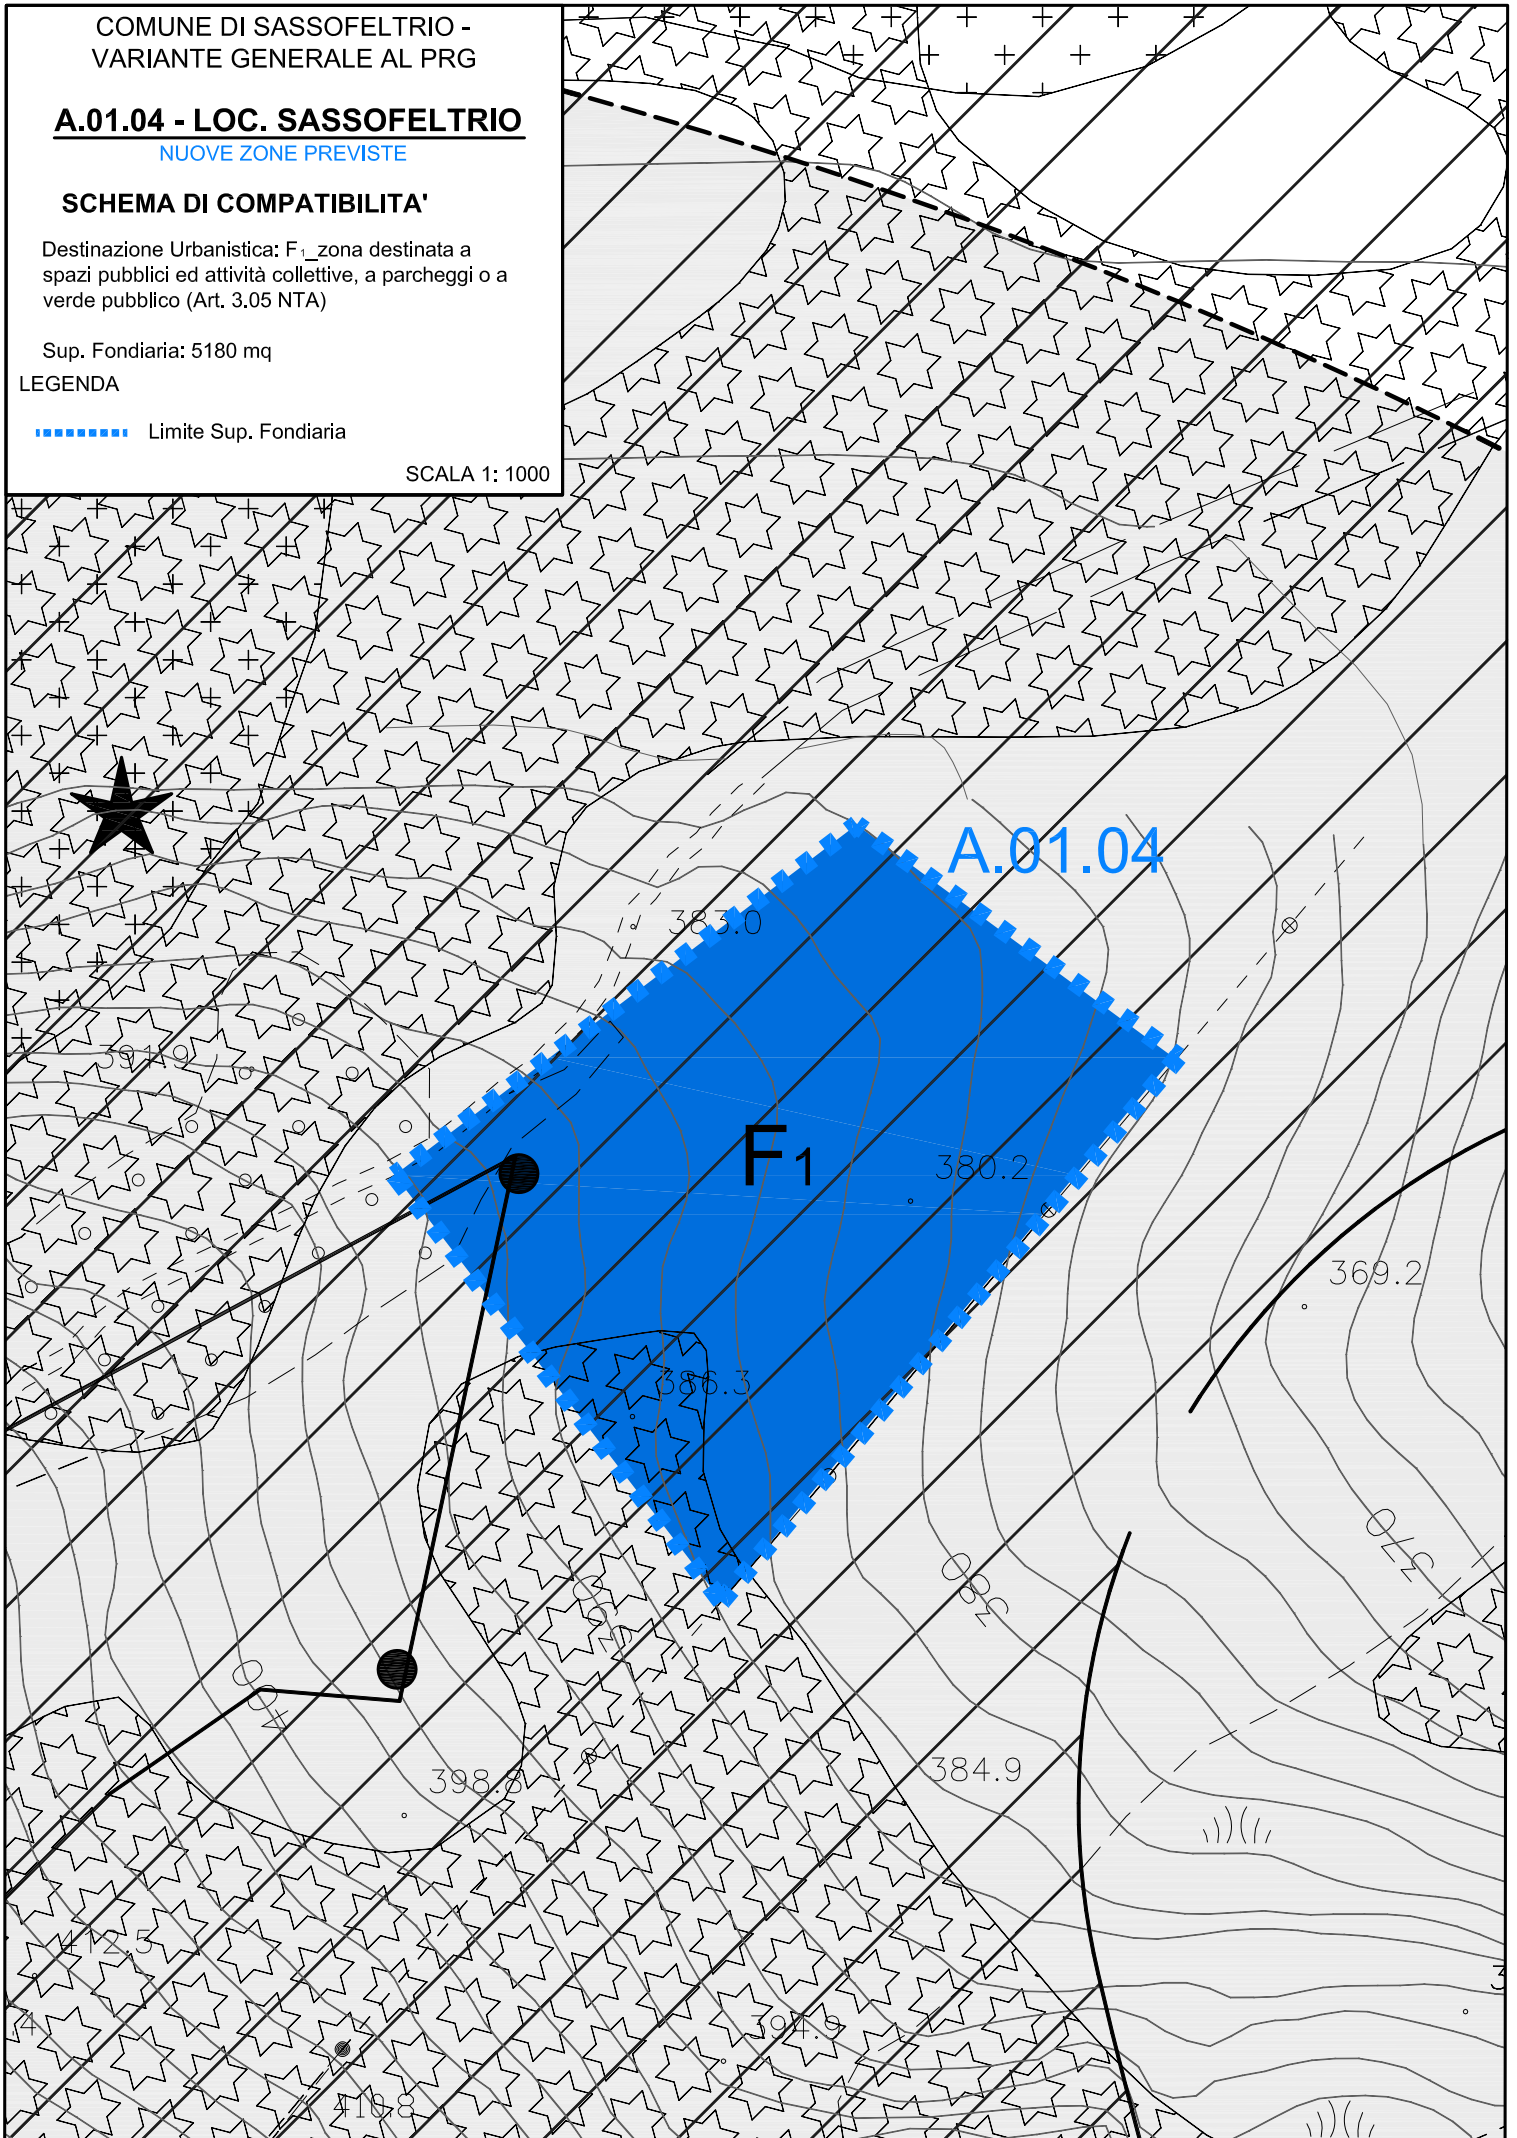 COMUNE DI SASSOFELTRIO -
VARIANTE GENERALE AL PRG
A.01.04 - LOC. SASSOFELTRIO
NUOVE ZONE PREVISTE
SCHEMA DI COMPATIBILITA'
Destinazione Urbanistica: F1_zona destinata a
spazi pubblici ed attività collettive, a parcheggi o a
verde pubblico (Art. 3.05 NTA)
Sup. Fondiaria: 5180 mq
LEGENDA
Limite Sup. Fondiaria
SCALA 1: 1000
A.01.04
383.0
391.9
F1
380.2
369.2
386.3
370
380
390
400
398.8
384.9
412.5
394.9
410.8